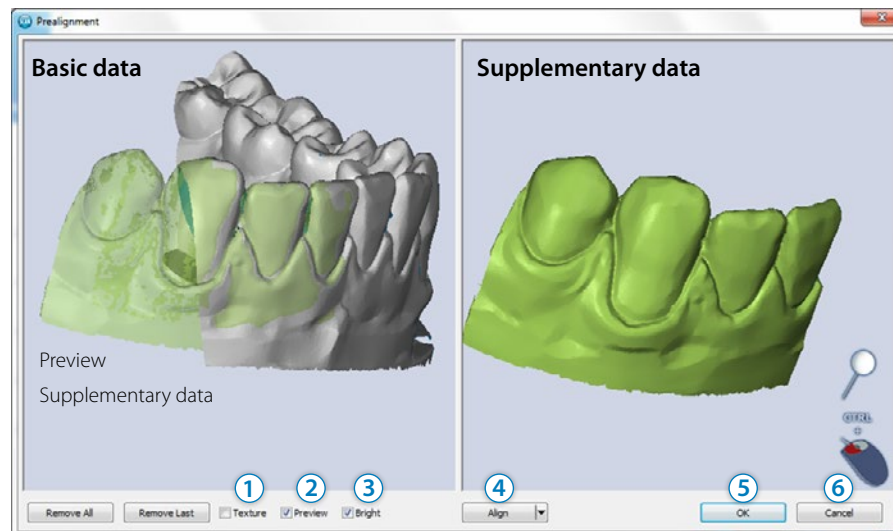 Prealignment
Basic data
Supplementary data
Preview
Supplementary data
CTRL
+
1 2 3 4 5 6
Remove All Remove Last Texture Preview Bright Align OK Cancel